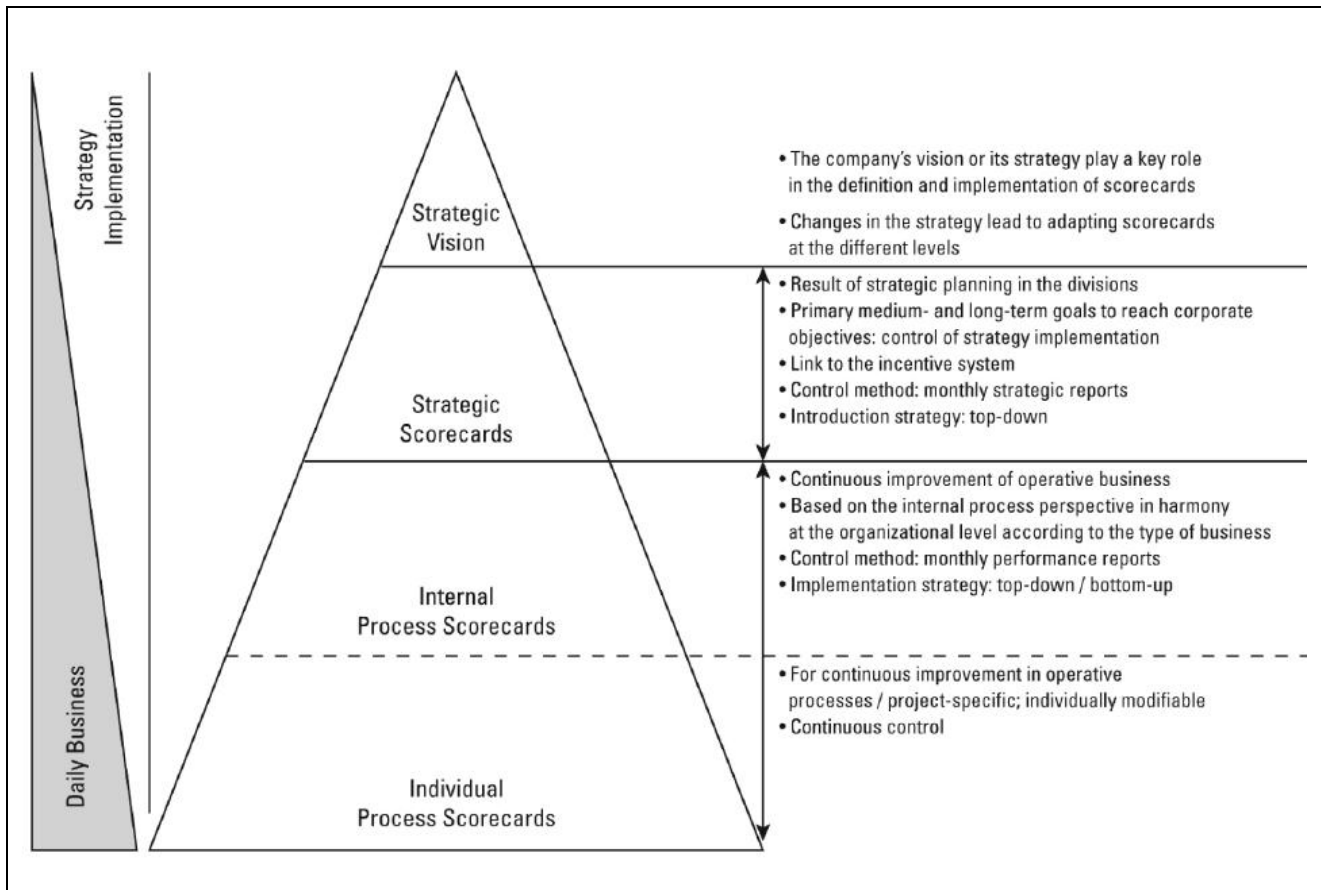 Strategy
Implementation
Daily Business
Strategic
Vision
Strategic
Scorecards
Internal
Process Scorecards
Individual
Process Scorecards
• The company's vision or its strategy play a key role
in the definition and implementation of scorecards
• Changes in the strategy lead to adapting scorecards
at the different levels
• Result of strategic planning in the divisions
• Primary medium- and long-term goals to reach corporate
objectives: control of strategy implementation
• Link to the incentive system
• Control method: monthly strategic reports
• Introduction strategy: top-down
• Continuous improvement of operative business
• Based on the internal process perspective in harmony
at the organizational level according to the type of business
• Control method: monthly performance reports
• Implementation strategy: top-down / bottom-up
• For continuous improvement in operative
processes / project-specific; individually modifiable
• Continuous control